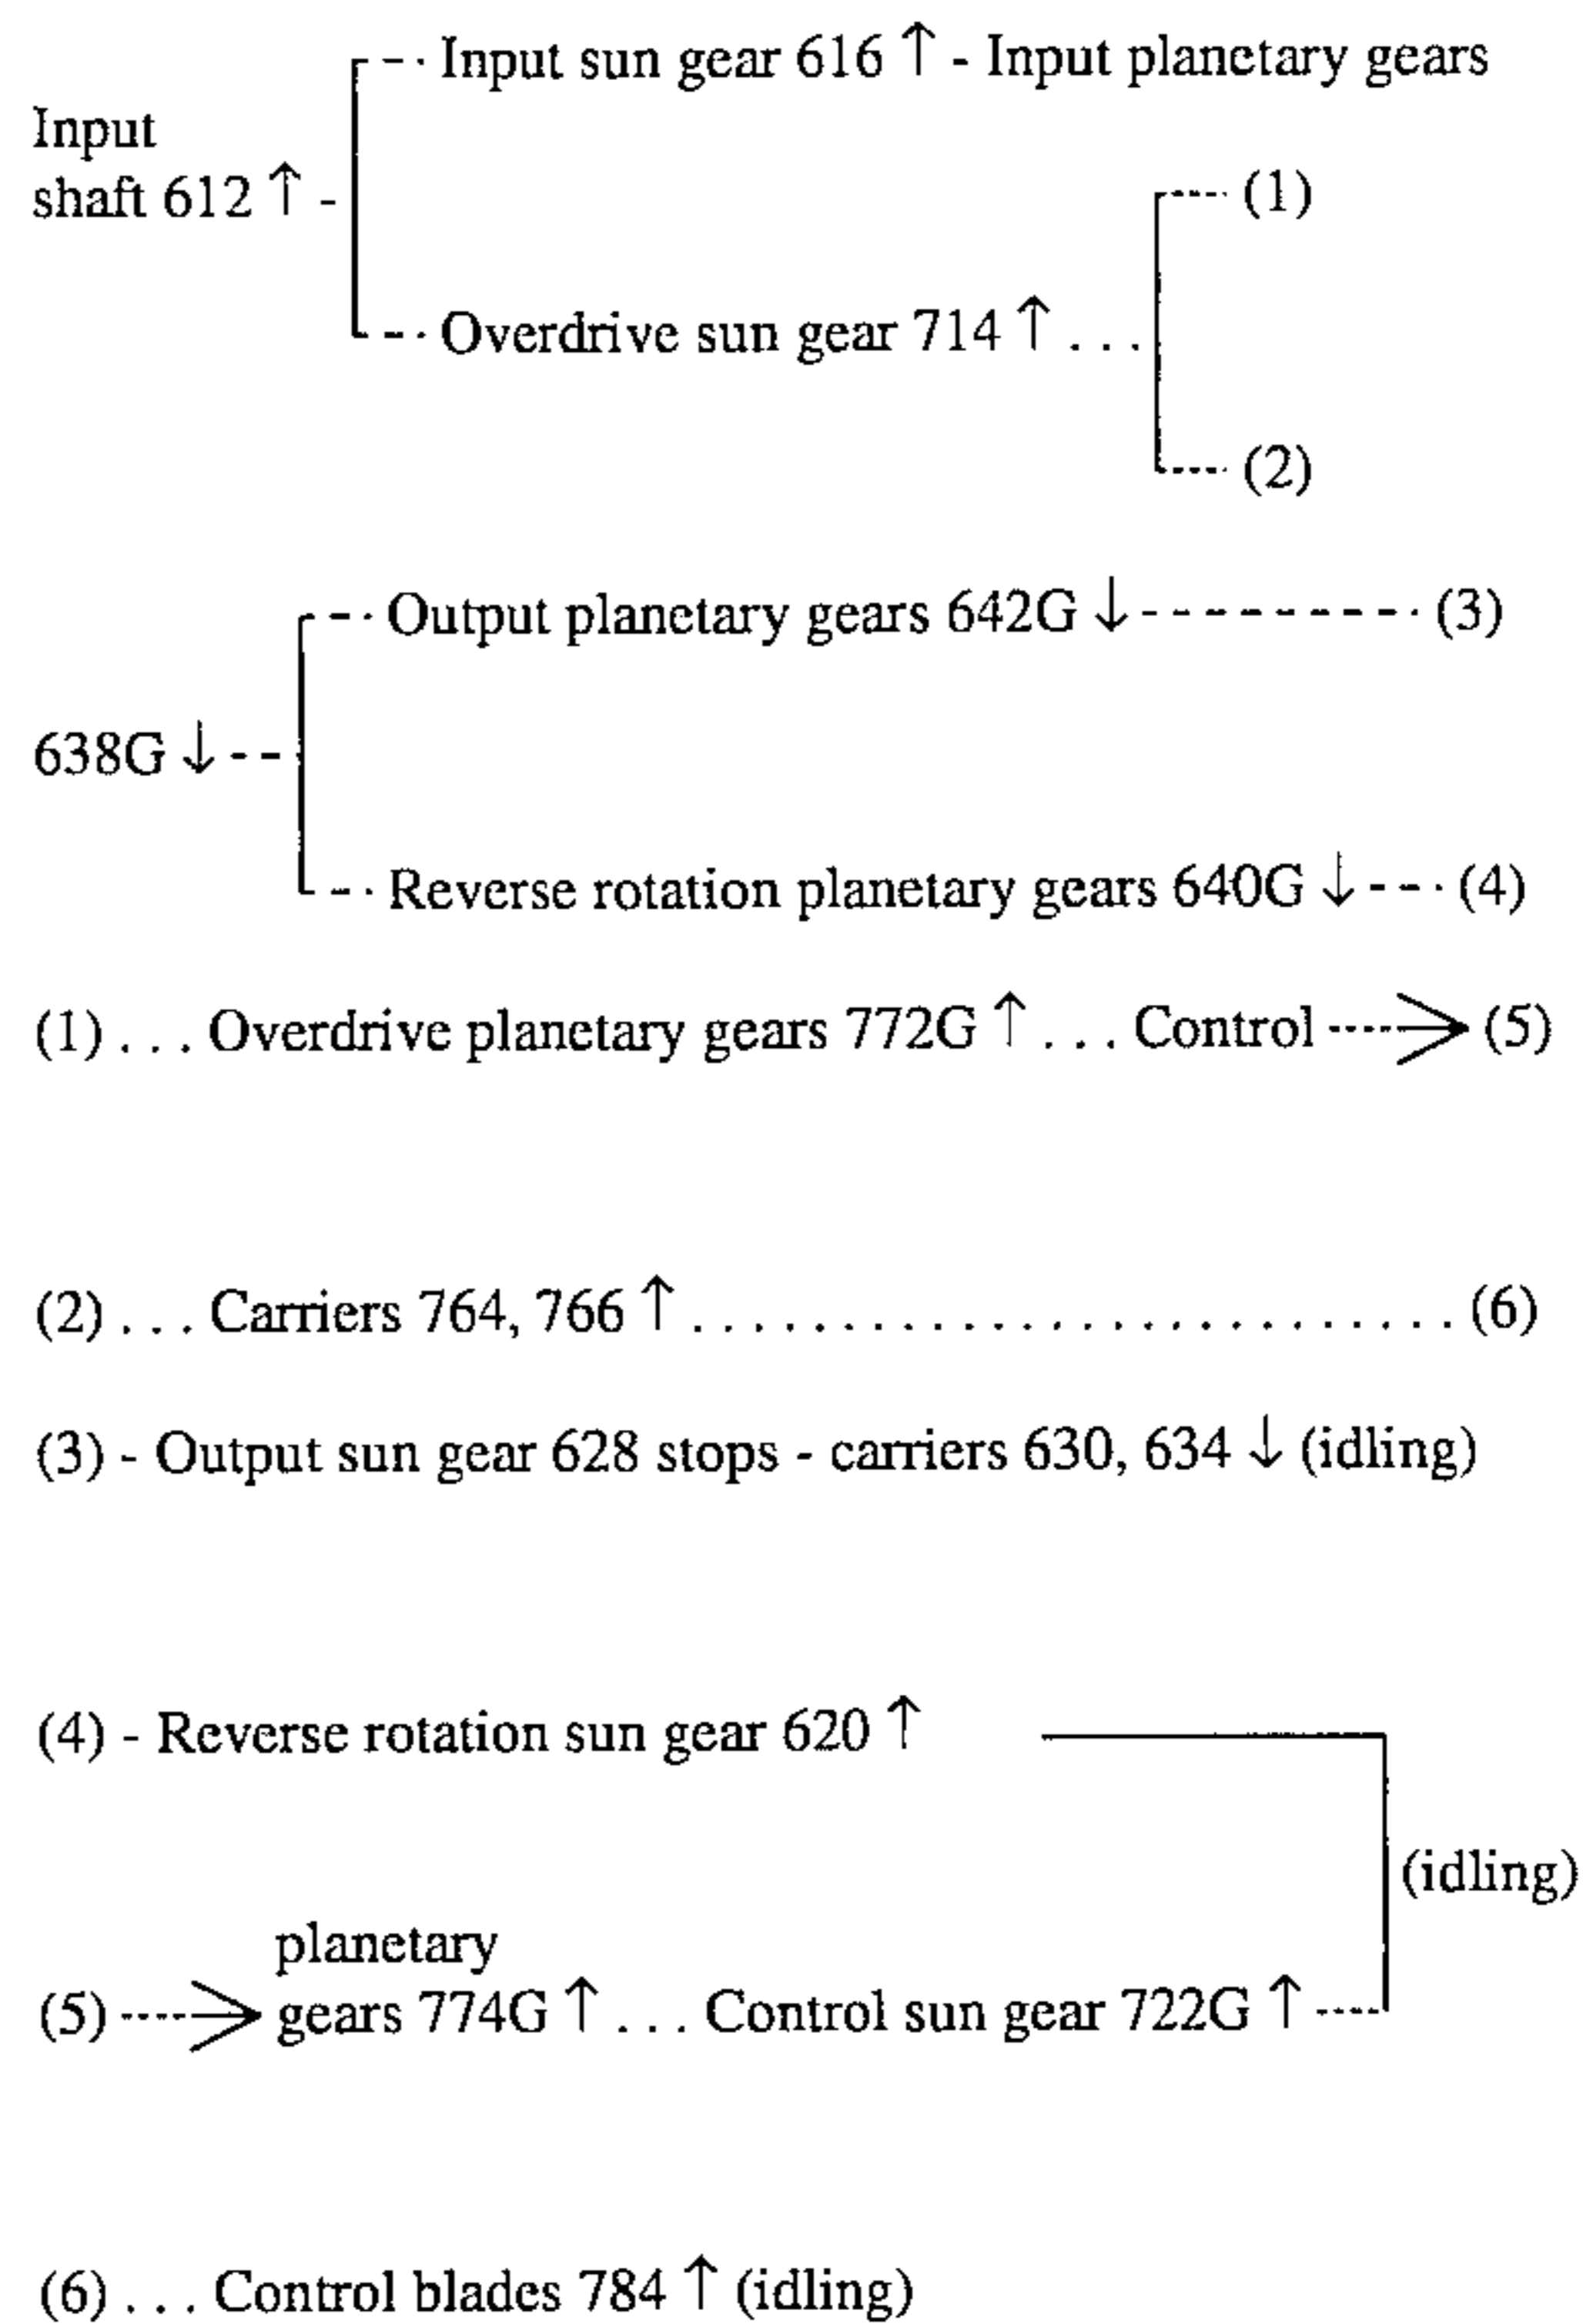 Input sun gear 616 ↑ - Input planetary gears
Input
shaft 612 ↑ -
(1)
Overdrive sun gear 714 ↑ . . .
(2)
Output planetary gears 642G ↓ - - - - - - - - - - (3)
638G ↓ - -
Reverse rotation planetary gears 640G ↓ - - - (4)
(1) . . . Overdrive planetary gears 772G ↑ . . . Control ----> (5)
(2) . . . Carriers 764, 766 ↑ . . . . . . . . . . . . . . . . . . . . . . . . . . (6)
(3) - Output sun gear 628 stops - carriers 630, 634 ↓ (idling)
(4) - Reverse rotation sun gear 620 ↑
(idling)
planetary
(5) ----> gears 774G ↑ . . . Control sun gear 722G ↑ ----
(6) . . . Control blades 784 ↑ (idling)